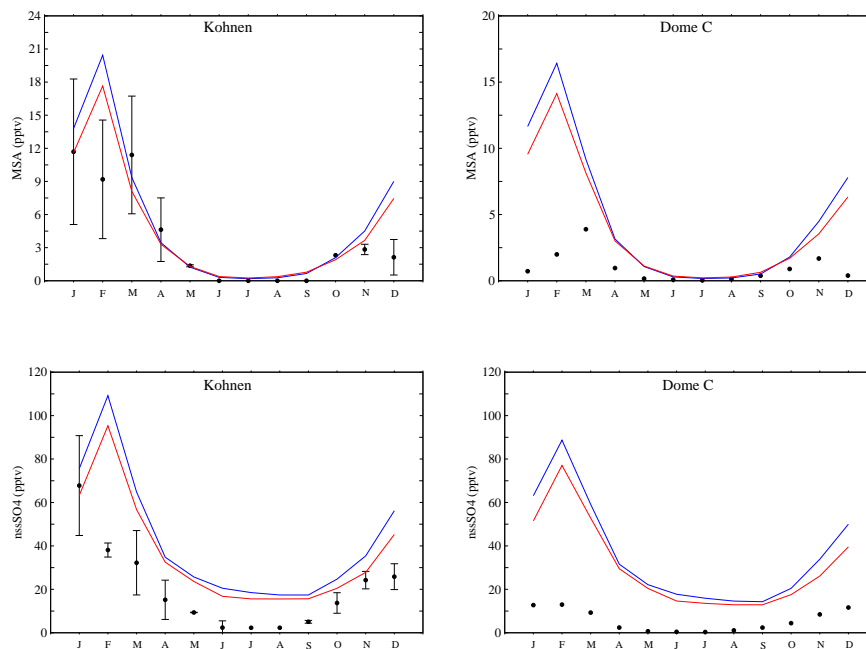 Kohnen
MSA (pptv)
24
21
18
15
12
9
6
3
0
J F M A M J J A S O N D
Dome C
MSA (pptv)
20
15
10
5
0
J F M A M J J A S O N D
Kohnen
nssSO4 (pptv)
120
100
80
60
40
20
0
J F M A M J J A S O N D
Dome C
nssSO4 (pptv)
120
100
80
60
40
20
0
J F M A M J J A S O N D